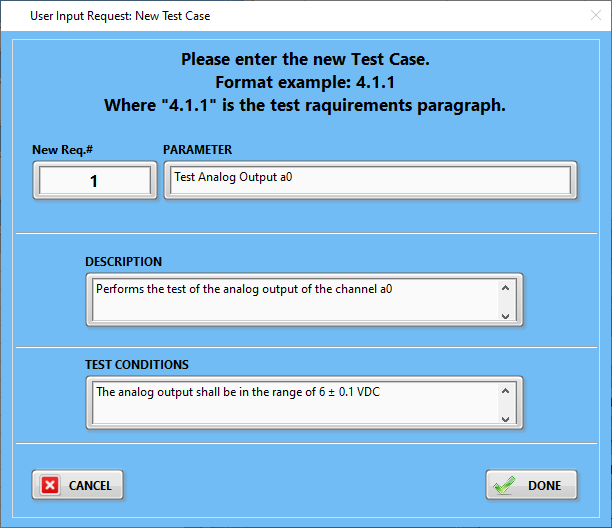 User Input Request: New Test Case
Please enter the new Test Case.
Format example: 4.1.1
Where "4.1.1" is the test raquirements paragraph.
New Req.# PARAMETER
1 Test Analog Output a0
DESCRIPTION
Performs the test of the analog output of the channel a0
TEST CONDITIONS
The analog output shall be in the range of 6 ± 0.1 VDC
CANCEL DONE